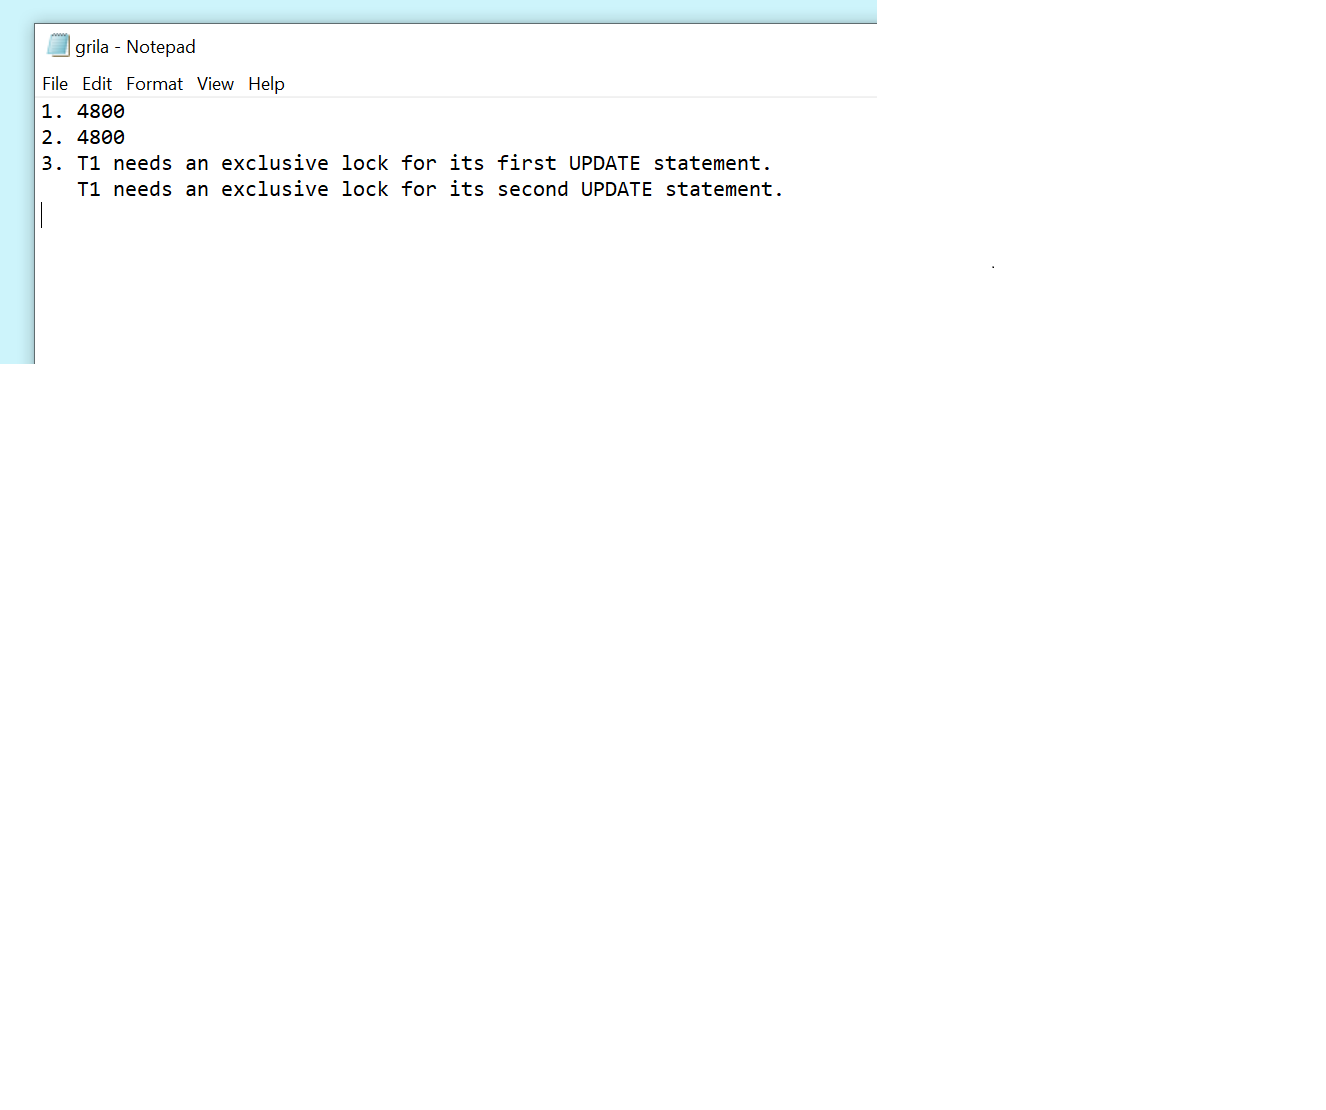 grila - Notepad
File Edit Format View Help
1. 4800
2. 4800
3. T1 needs an exclusive lock for its first UPDATE statement.
   T1 needs an exclusive lock for its second UPDATE statement.